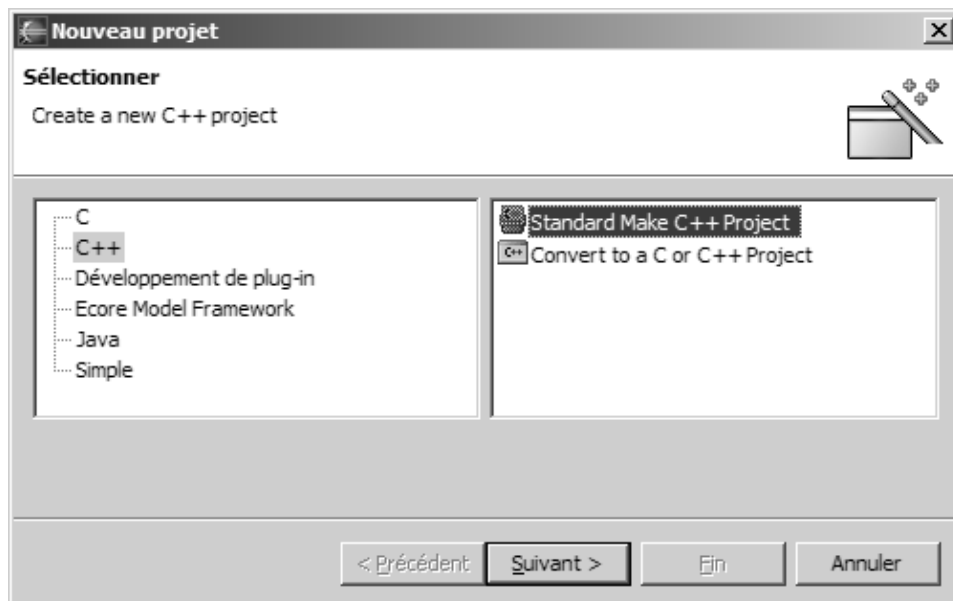 Nouveau projet
Sélectionner
Create a new C++ project
C
C++
Développement de plug-in
Ecore Model Framework
Java
Simple
Standard Make C++ Project
C++ Convert to a C or C++ Project
< Précédent
Suivant >
Fin
Annuler